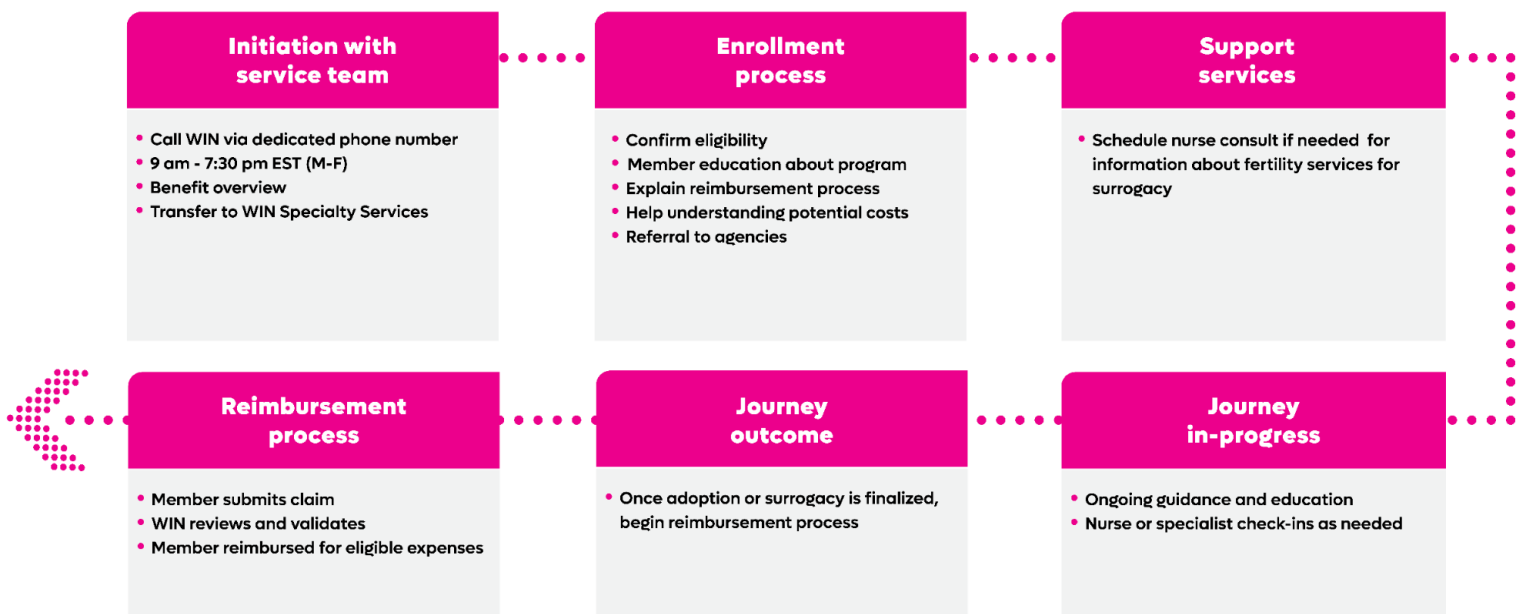 Initiation with
service team
• Call WIN via dedicated phone number
• 9 am - 7:30 pm EST (M-F)
• Benefit overview
• Transfer to WIN Specialty Services
Enrollment
process
• Confirm eligibility
• Member education about program
• Explain reimbursement process
• Help understanding potential costs
• Referral to agencies
Support
services
• Schedule nurse consult if needed for
information about fertility services for
surrogacy
Journey
in-progress
• Ongoing guidance and education
• Nurse or specialist check-ins as needed
Journey
outcome
• Once adoption or surrogacy is finalized,
begin reimbursement process
Reimbursement
process
• Member submits claim
• WIN reviews and validates
• Member reimbursed for eligible expenses